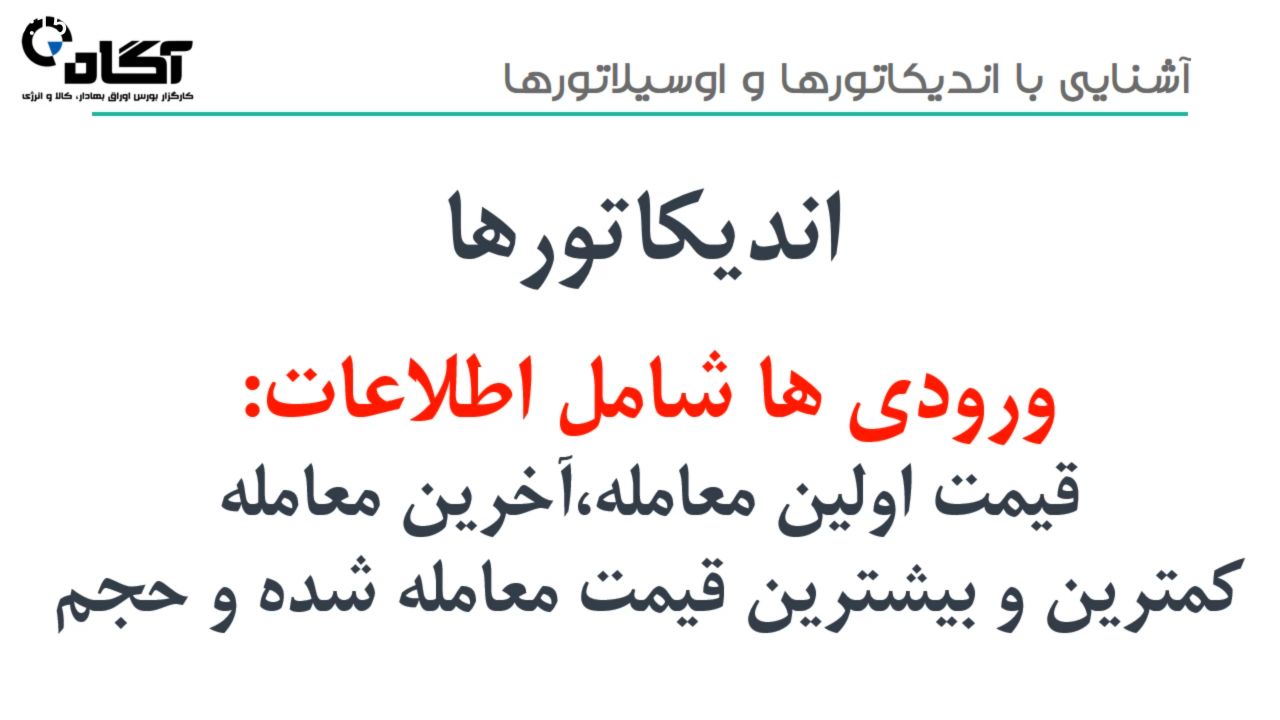 آشنایی با اندیکاتورها و اوسیلاتورها
آگاه
کارگزار بورس اوراق بهادار، کالا و انرژی
اندیکاتورها
ورودی ها شامل اطلاعات:
قیمت اولین معامله،آخرین معامله
کمترین و بیشترین قیمت معامله شده و حجم